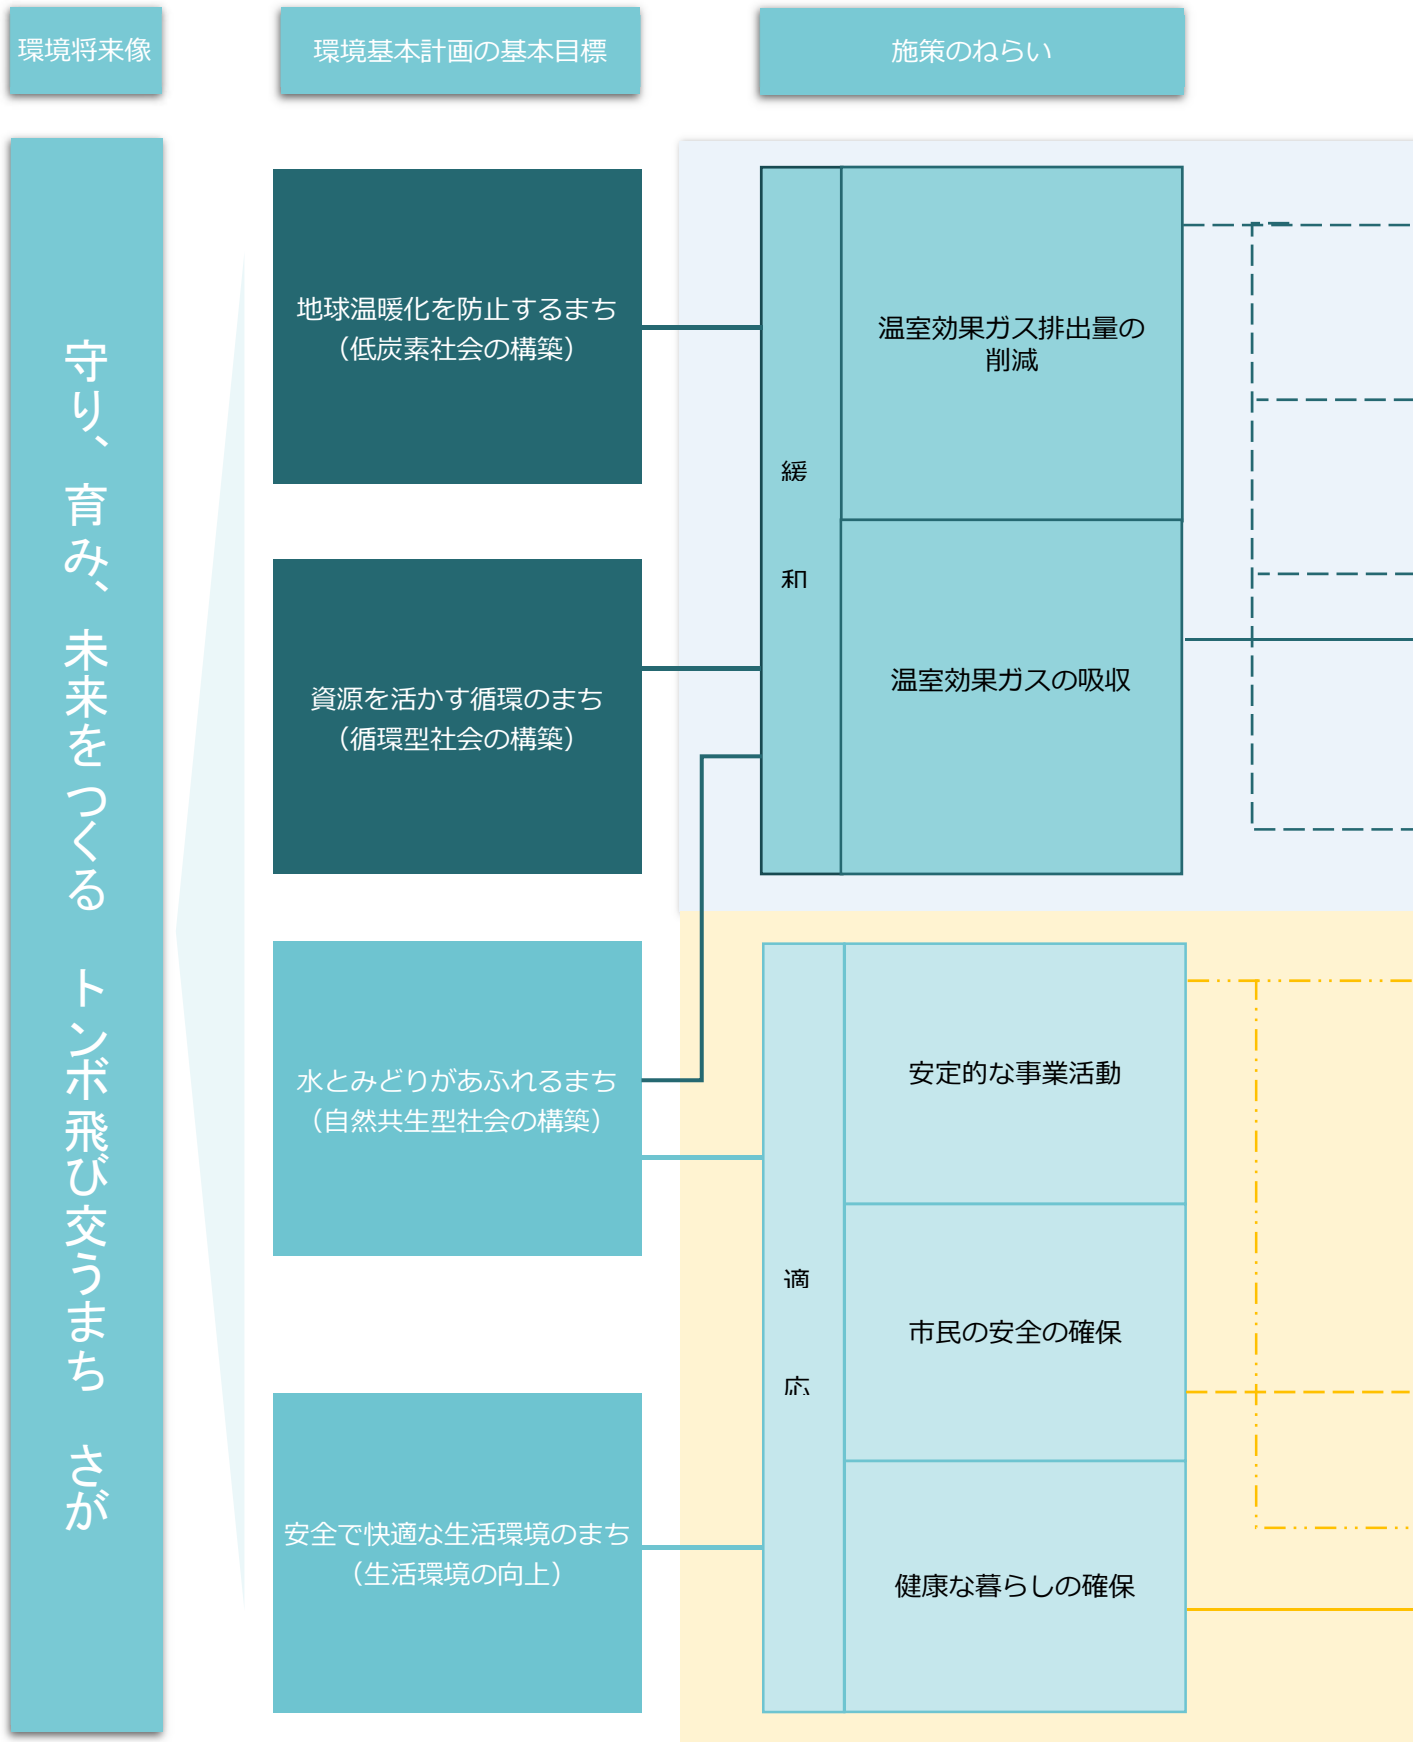 環境将来像
環境基本計画の基本目標
施策のねらい
守り、育み、未来をつくる　トンボ飛び交うまち　さが
地球温暖化を防止するまち
（低炭素社会の構築）
資源を活かす循環のまち
（循環型社会の構築）
水とみどりがあふれるまち
（自然共生型社会の構築）
安全で快適な生活環境のまち
（生活環境の向上）
緩和
温室効果ガス排出量の
削減
温室効果ガスの吸収
適応
安定的な事業活動
市民の安全の確保
健康な暮らしの確保